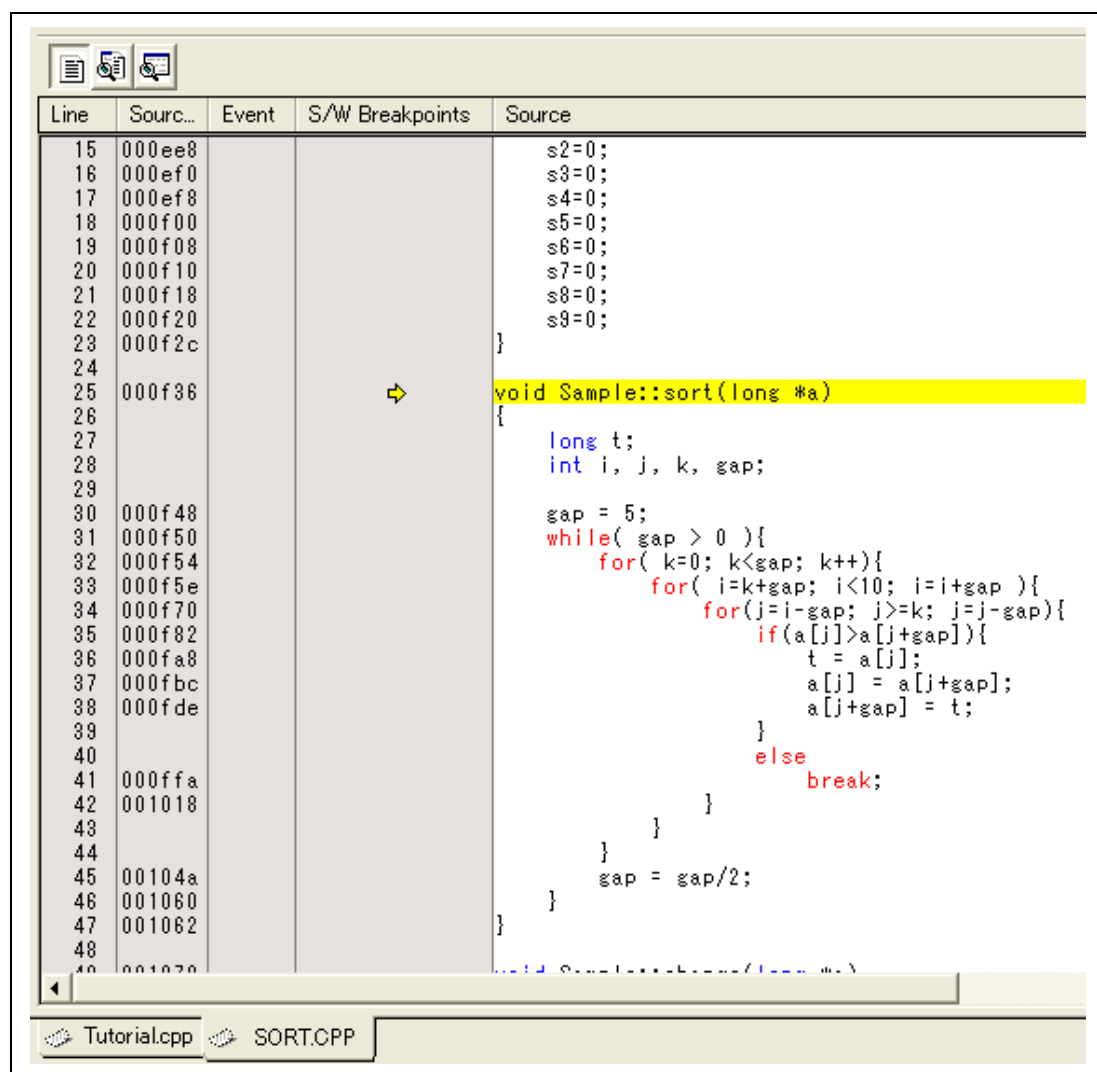 Line Sourc... Event S/W Breakpoints Source
15 000ee8 s2=0;
16 000ef0 s3=0;
17 000ef8 s4=0;
18 000f00 s5=0;
19 000f08 s6=0;
20 000f10 s7=0;
21 000f18 s8=0;
22 000f20 s9=0;
23 000f2c }
24
25 000f36 void Sample::sort(long *a)
26 {
27 long t;
28 int i, j, k, gap;
29
30 000f48 gap = 5;
31 000f50 while( gap > 0 ){
32 000f54 for( k=0; k<gap; k++){
33 000f5e for( i=k+gap; i<10; i=i+gap ){
34 000f70 for(j=i-gap; j>=k; j=j-gap){
35 000f82 if(a[j]>a[j+gap]){
36 000fa8 t = a[j];
37 000fbc a[j] = a[j+gap];
38 000fde a[j+gap] = t;
39 }
40 else
41 000ffa break;
42 001018 }
43 }
44 }
45 00104a gap = gap/2;
46 001060 }
47 001062 }
48
49 001070 void Sample::change(long *a)
Tutorial.cpp SORT.CPP